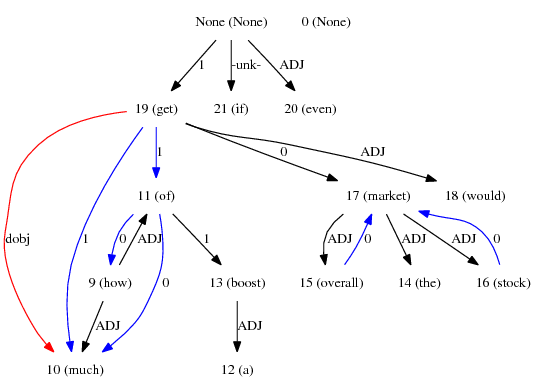 None (None) 0 (None)
1 -unk- ADJ
19 (get) 21 (if) 20 (even)
1 0 ADJ
11 (of) 17 (market) 18 (would)
dobj 1 0 ADJ 1 ADJ 0 ADJ ADJ 0
9 (how) 13 (boost) 15 (overall) 14 (the) 16 (stock)
0
ADJ ADJ
10 (much) 12 (a)